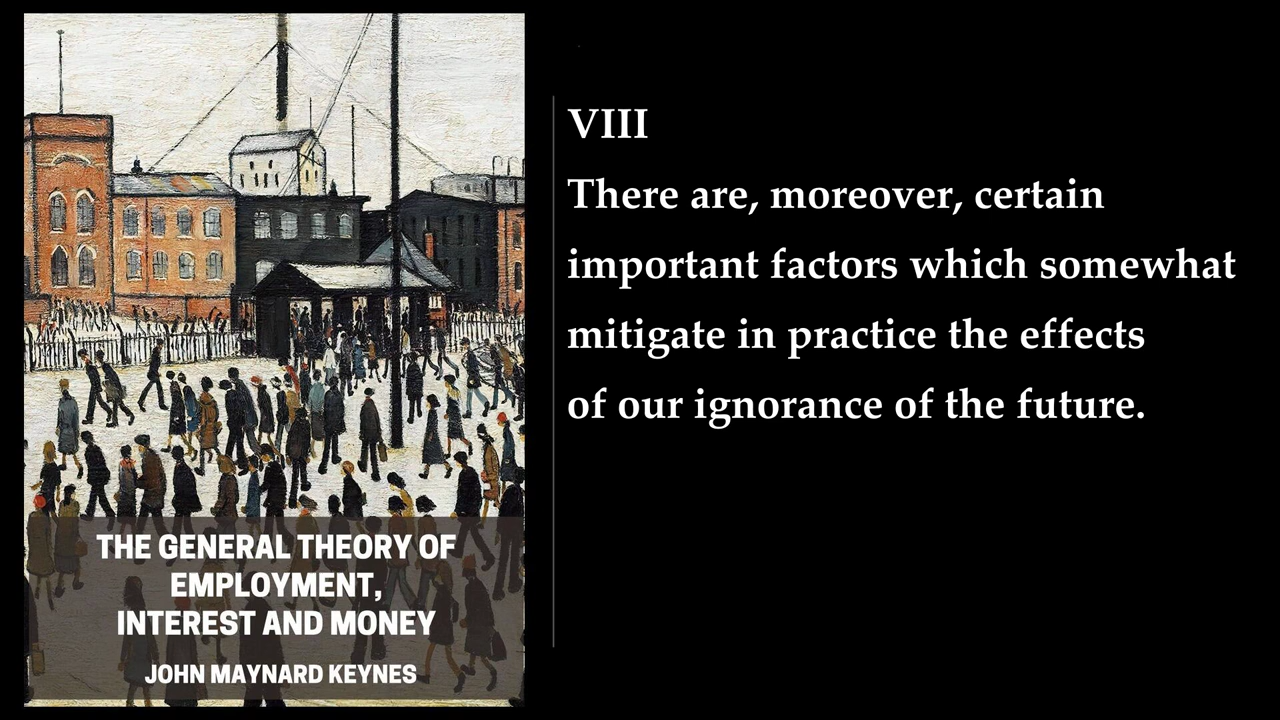 THE GENERAL THEORY OF
EMPLOYMENT,
INTEREST AND MONEY
JOHN MAYNARD KEYNES
VIII
There are, moreover, certain
important factors which somewhat
mitigate in practice the effects
of our ignorance of the future.